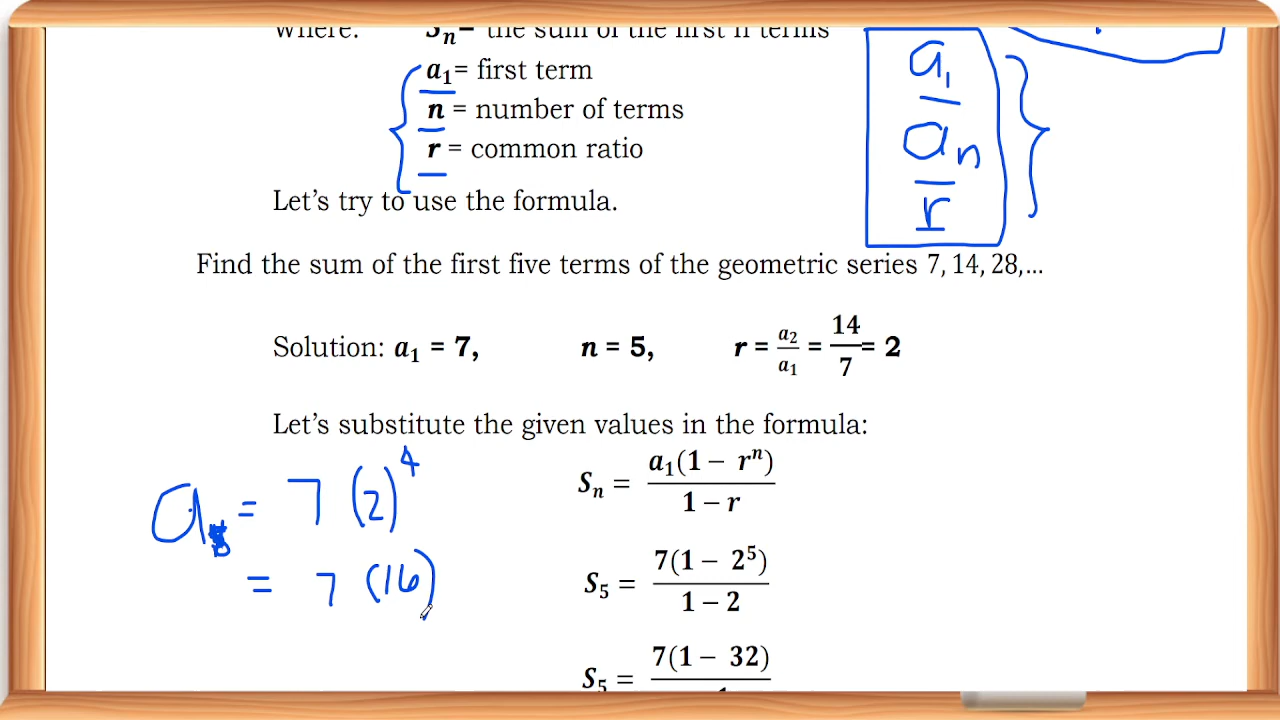 Where: Sn= the sum of the first n terms
a₁= first term
n = number of terms
r = common ratio
a₁
aₙ
r
Let's try to use the formula.
Find the sum of the first five terms of the geometric series 7, 14, 28,...
Solution: a₁ = 7, n = 5, r = a₂/a₁ = 14/7 = 2
Let's substitute the given values in the formula:
Sₙ = a₁(1 − rⁿ)/1 − r
a₅ = 7 (2)⁴
S₅ = 7(1 − 2⁵)/1 − 2
= 7 (16)
S₅ = 7(1 − 32)